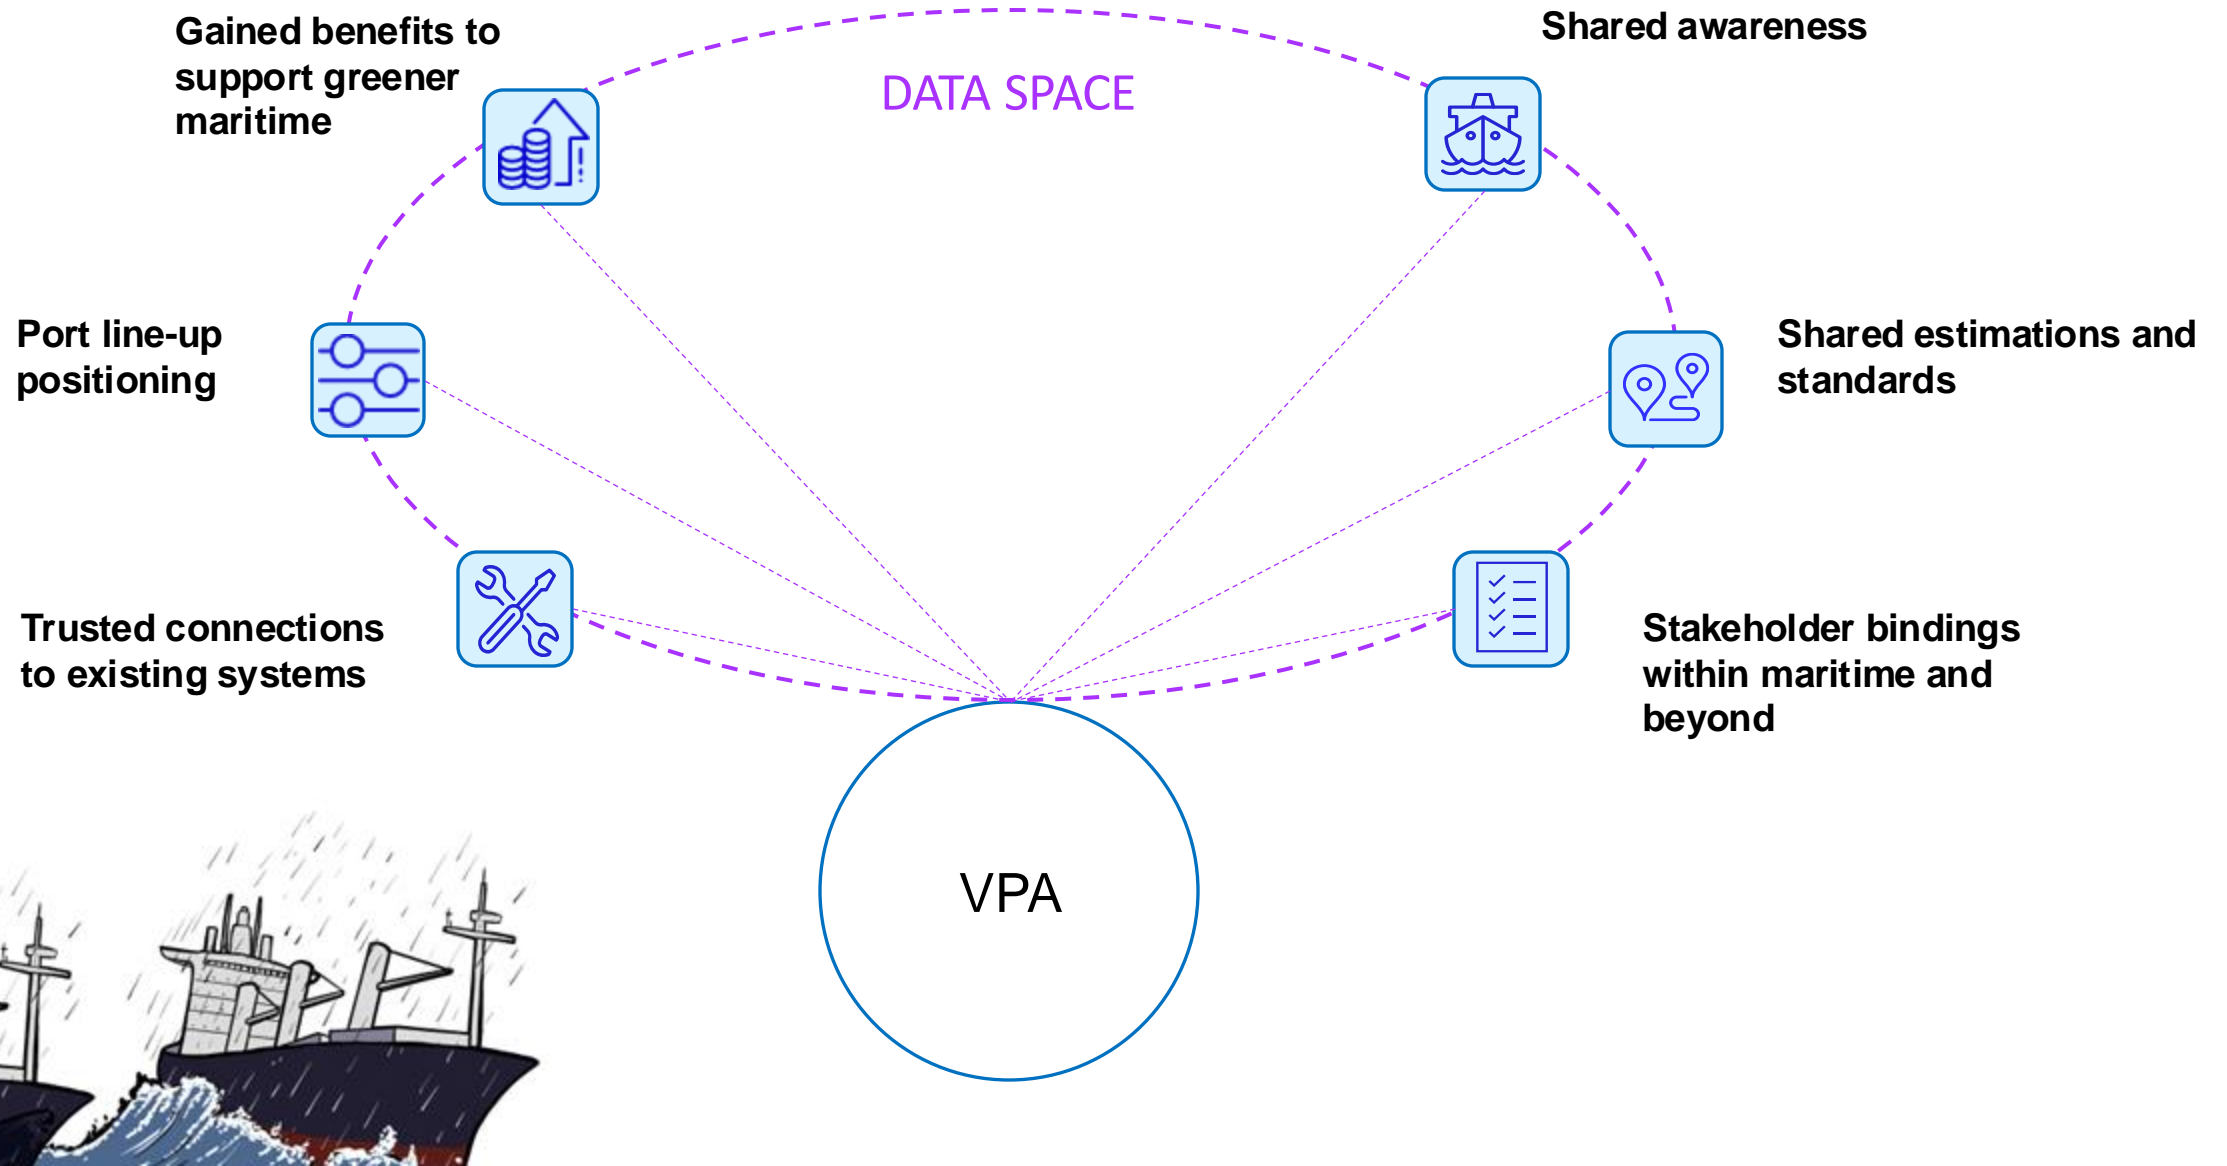 Gained benefits to
support greener
maritime
DATA SPACE
Shared awareness
Port line-up
positioning
Shared estimations and
standards
Trusted connections
to existing systems
Stakeholder bindings
within maritime and
beyond
VPA